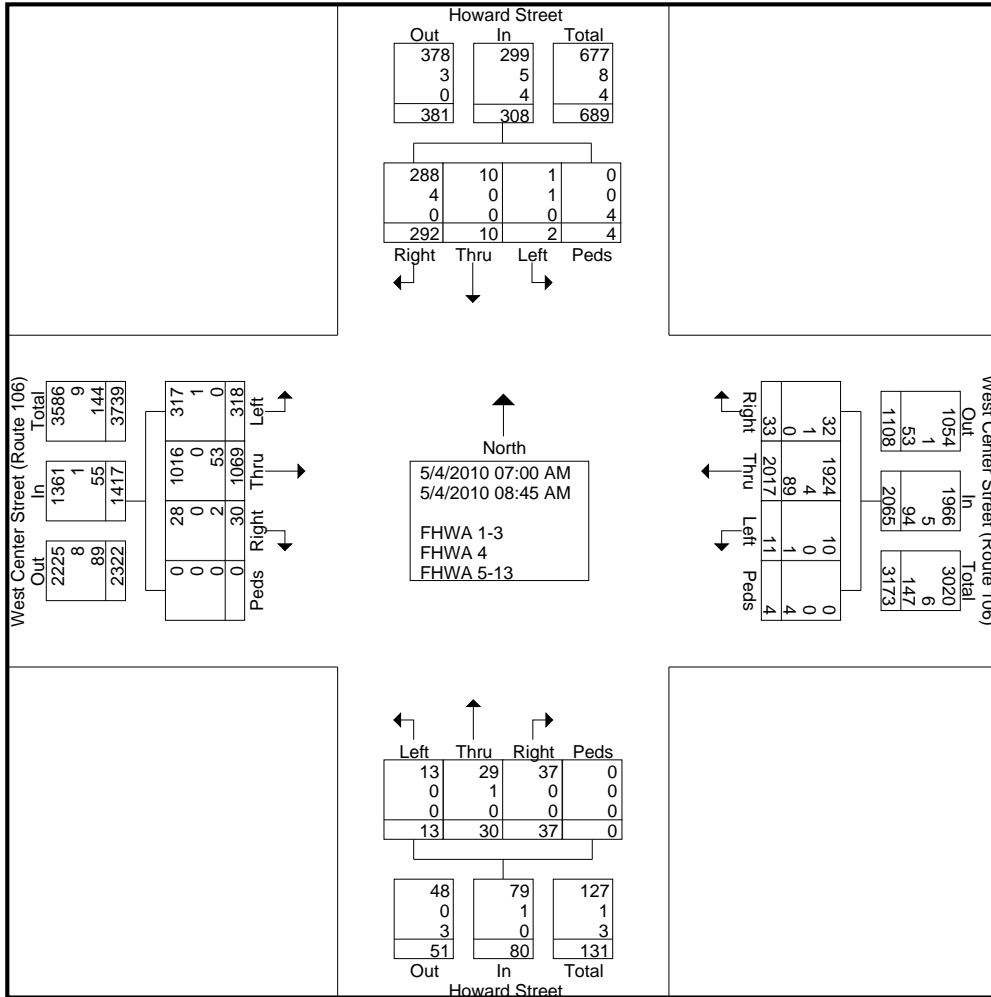 Howard Street
Out In Total
378 299 677
3 5 8
0 4 4
381 308 689
288 10 1 0
4 0 1 0
0 0 0 4
292 10 2 4
Right Thru Left Peds
West Center Street (Route 106)
Total In Out
3586 1361 2225
9 1 8
144 55 89
3739 1417 2322
317 1016 28 0
1 0 0 0
0 53 2 0
318 1069 30 0
Left Thru Right Peds
North
5/4/2010 07:00 AM
5/4/2010 08:45 AM
FHWA 1-3
FHWA 4
FHWA 5-13
West Center Street (Route 106)
Out In Total
1054 1966 3020
1 5 6
53 94 147
1108 2065 3173
32 1924 10 0
1 4 0 0
0 89 1 4
33 2017 11 4
Right Thru Left Peds
Left Thru Right Peds
13 29 37 0
0 1 0 0
0 0 0 0
13 30 37 0
48 79 127
0 1 1
3 0 3
51 80 131
Out In Total
Howard Street